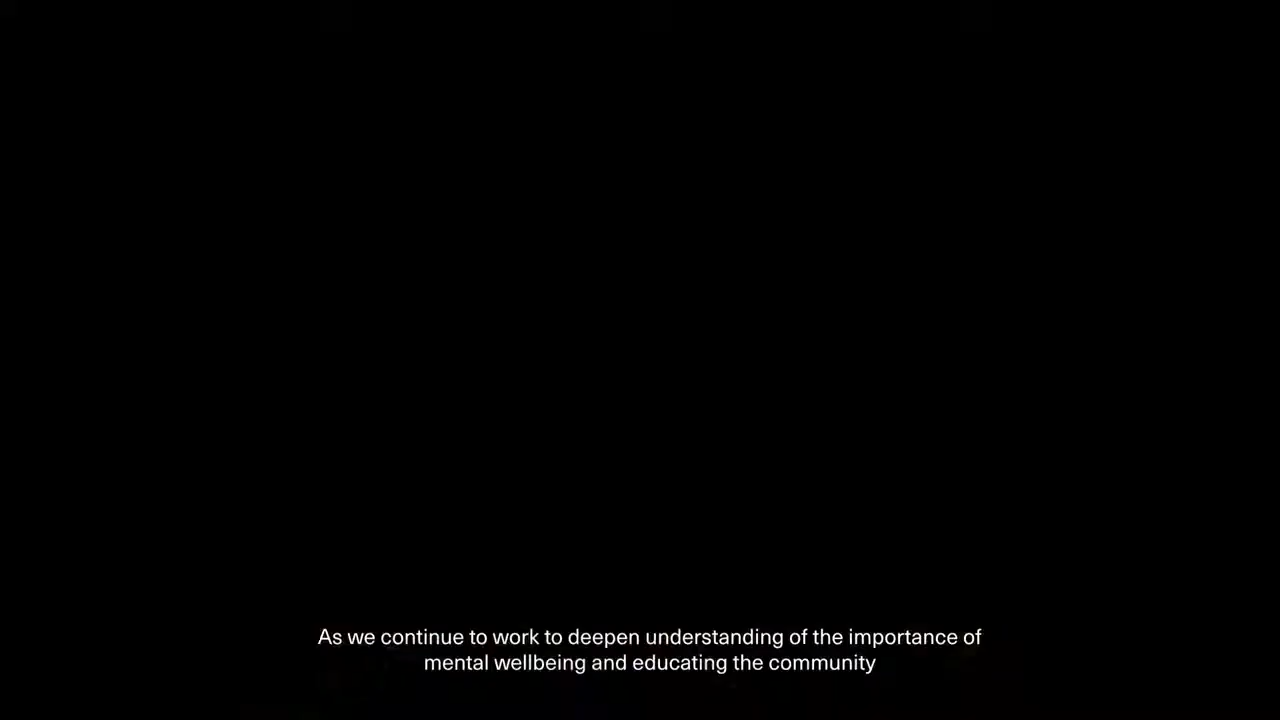 As we continue to work to deepen understanding of the importance of
mental wellbeing and educating the community